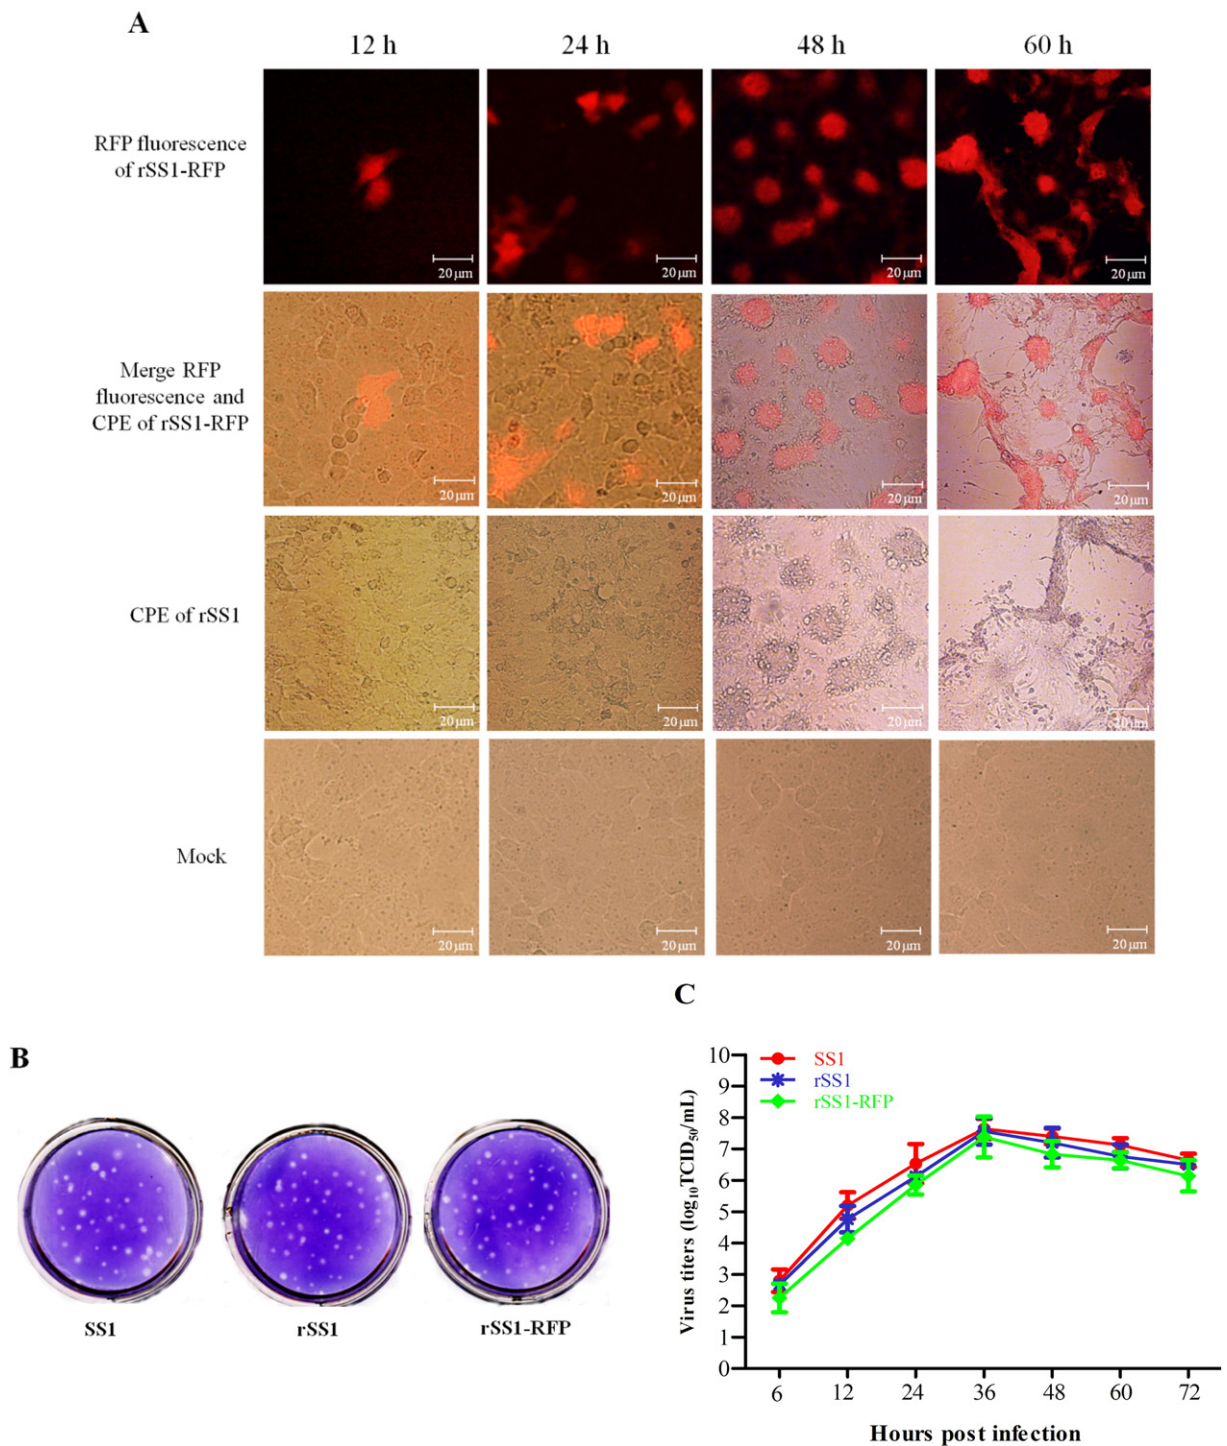 A
12 h 24 h 48 h 60 h
RFP fluorescence
of rSS1-RFP
20 μm 20 μm 20 μm 20 μm
Merge RFP
fluorescence and
CPE of rSS1-RFP
20 μm 20 μm 20 μm 20 μm
CPE of rSS1
20 μm 20 μm 20 μm 20 μm
Mock
20 μm 20 μm 20 μm 20 μm
B
SS1 rSS1 rSS1-RFP
C
SS1
rSS1
rSS1-RFP
Virus titers (log₁₀TCID₅₀/mL)
10
9
8
7
6
5
4
3
2
1
0
6 12 24 36 48 60 72
Hours post infection